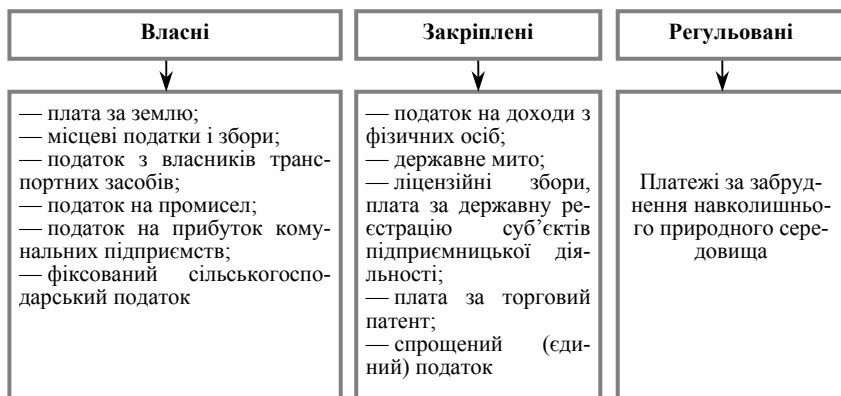 Власні
Закріплені
Регульовані
— плата за землю;
— місцеві податки і збори;
— податок з власників транс-
портних засобів;
— податок на промисел;
— податок на прибуток кому-
нальних підприємств;
— фіксований сільськогоспо-
дарський податок
— податок на доходи з
фізичних осіб;
— державне мито;
— ліцензійні збори,
плата за державну ре-
єстрацію суб’єктів
підприємницької дія-
льності;
— плата за торговий
патент;
— спрощений (єди-
ний) податок
Платежі за забруд-
нення навколишньо-
го природного сере-
довища